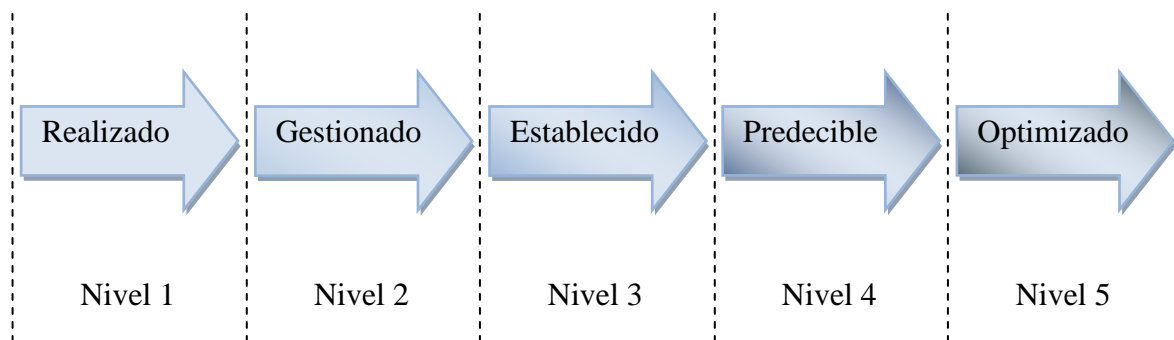 Realizado
Gestionado
Establecido
Predecible
Optimizado
Nivel 1
Nivel 2
Nivel 3
Nivel 4
Nivel 5